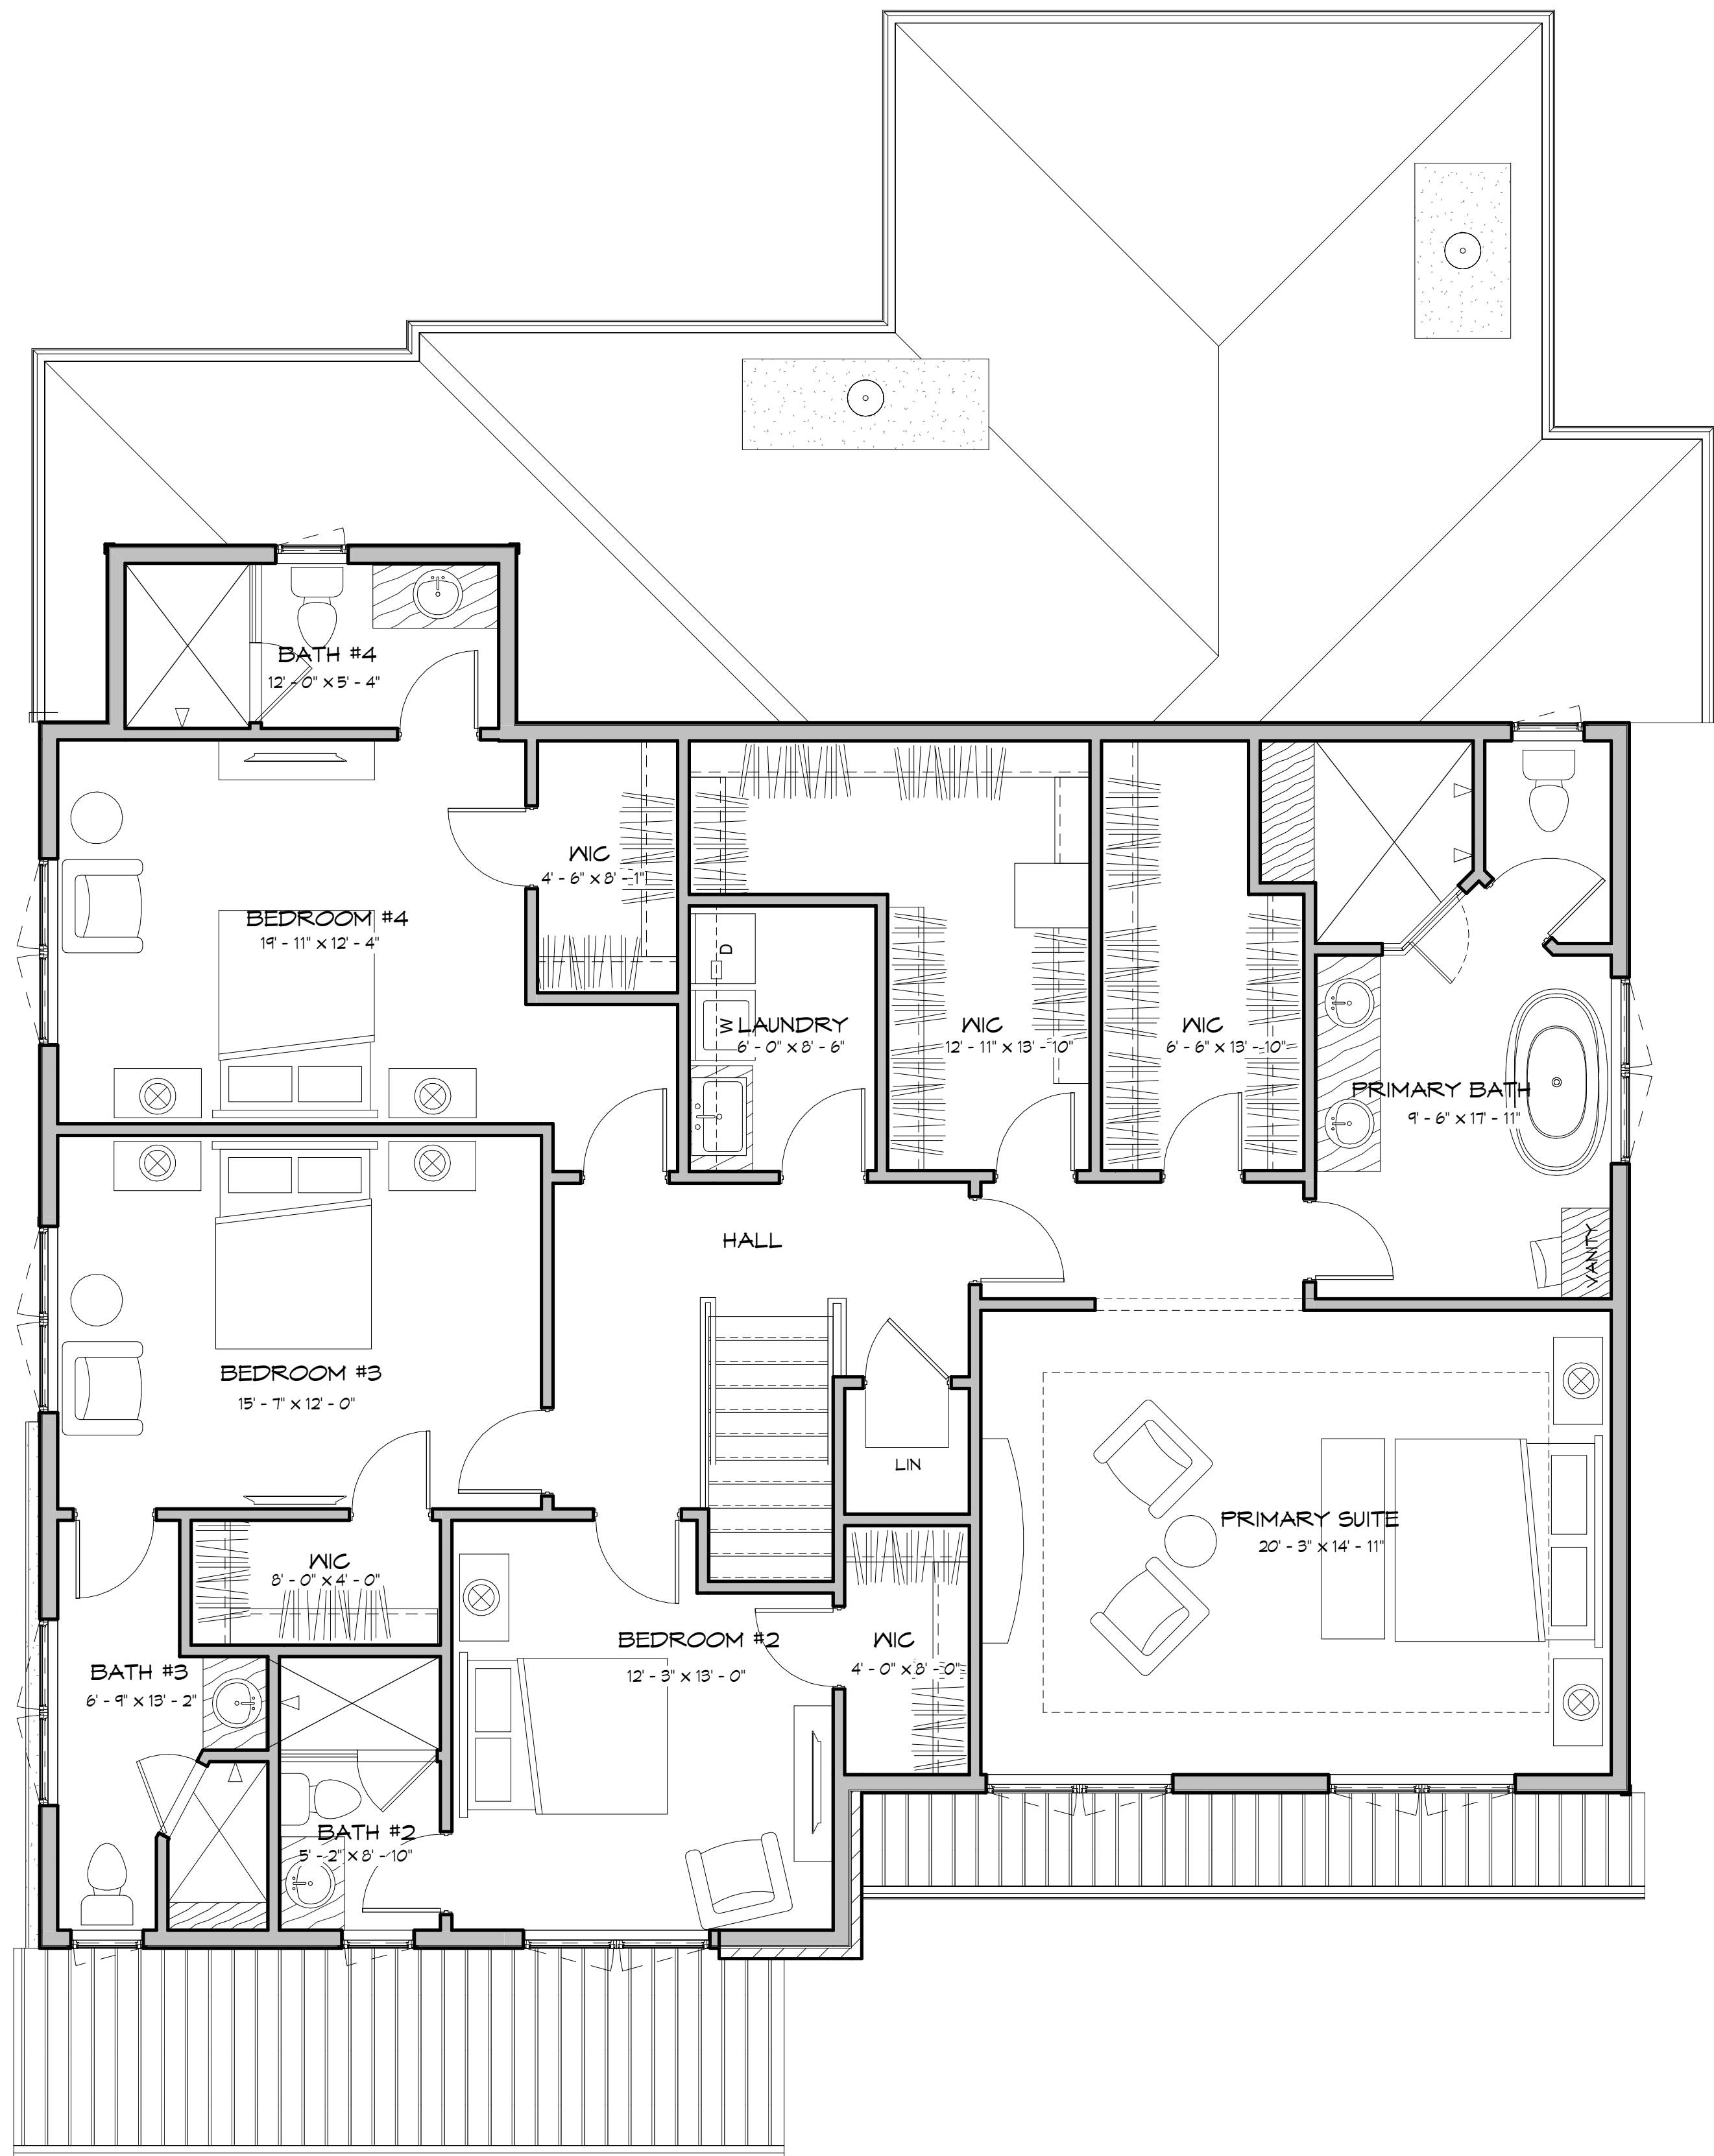 BATH #4
12' - 0" x 5' - 4"
WIC
4' - 6" x 8' - 1"
BEDROOM #4
19' - 11" x 12' - 4"
D
W
LAUNDRY
6' - 0" x 8' - 6"
WIC
12' - 11" x 13' - 10"
WIC
6' - 6" x 13' - 10"
PRIMARY BATH
9' - 6" x 17' - 11"
VANITY
HALL
BEDROOM #3
15' - 7" x 12' - 0"
LIN
PRIMARY SUITE
20' - 3" x 14' - 11"
WIC
8' - 0" x 4' - 0"
BEDROOM #2
12' - 3" x 13' - 0"
WIC
4' - 0" x 8' - 0"
BATH #3
6' - 9" x 13' - 2"
BATH #2
5' - 2" x 8' - 10"